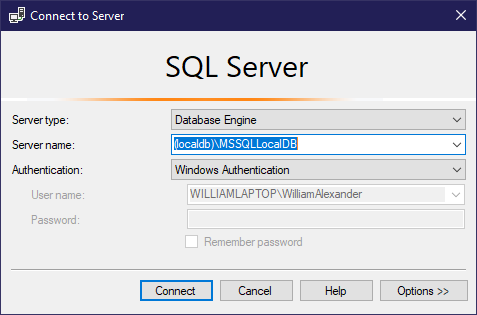 Connect to Server
SQL Server
Server type: Database Engine
Server name: (localdb)\MSSQLLocalDB
Authentication: Windows Authentication
User name: WILLIAMLAPTOP\WilliamAlexander
Password:
Remember password
Connect Cancel Help Options >>